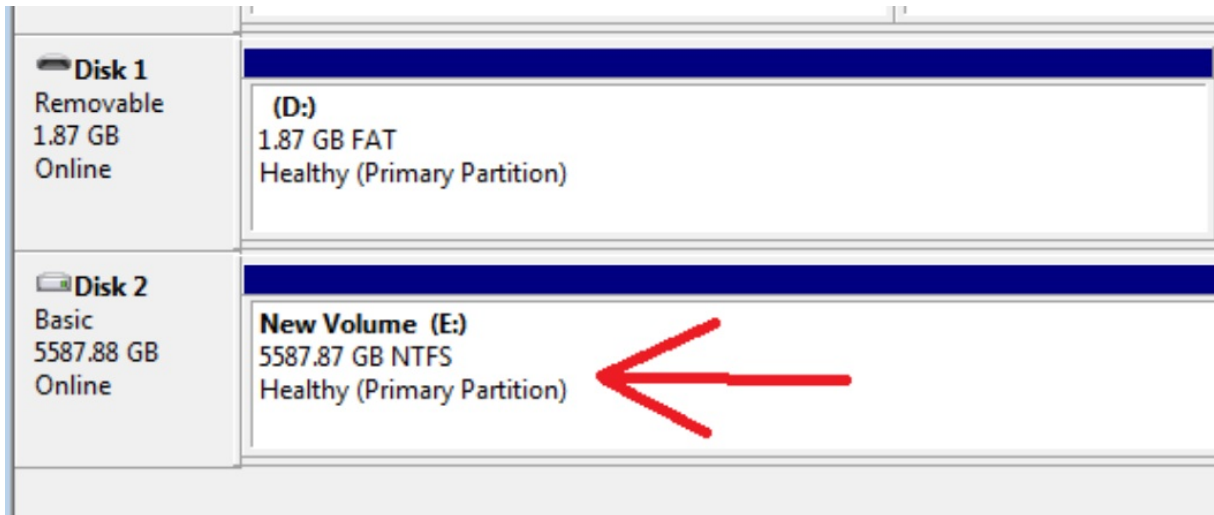 Disk 1
Removable
1.87 GB
Online
(D:)
1.87 GB FAT
Healthy (Primary Partition)
Disk 2
Basic
5587.88 GB
Online
New Volume (E:)
5587.87 GB NTFS
Healthy (Primary Partition)